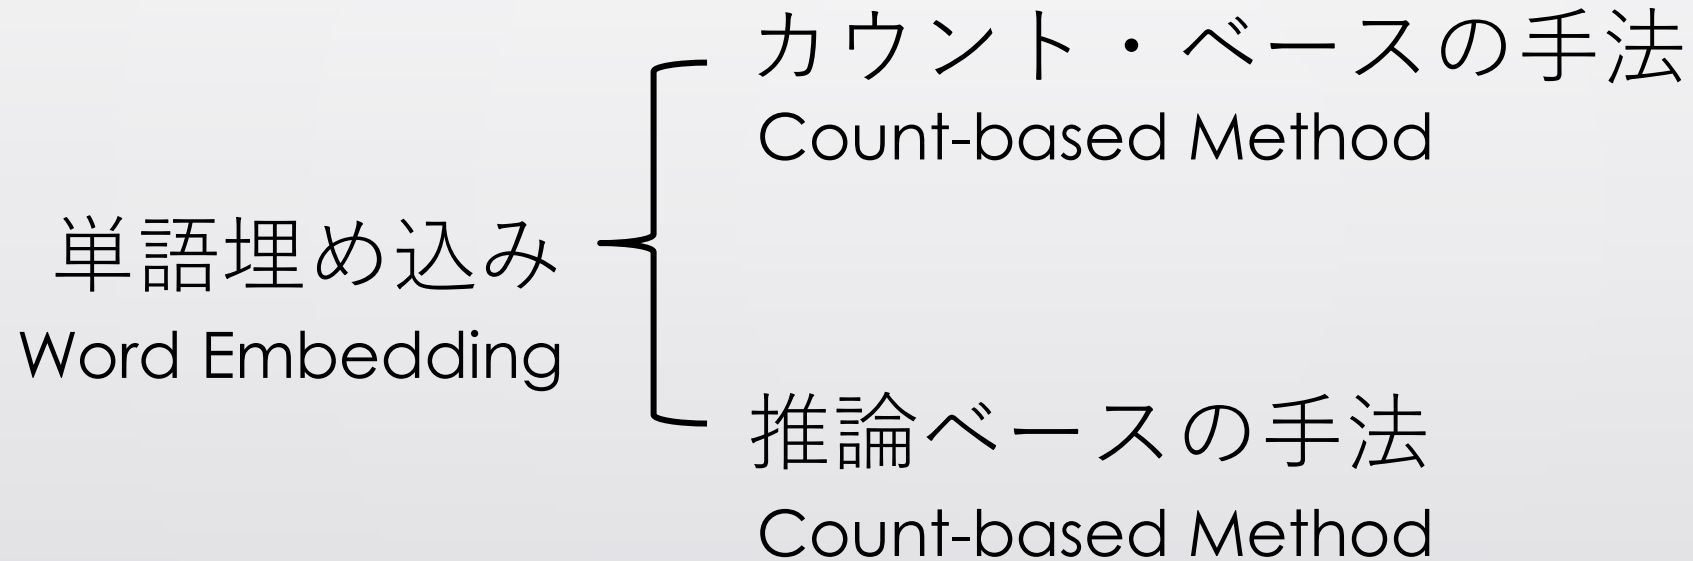 カウント・ベースの手法
Count-based Method
単語埋め込み
Word Embedding
推論ベースの手法
Count-based Method